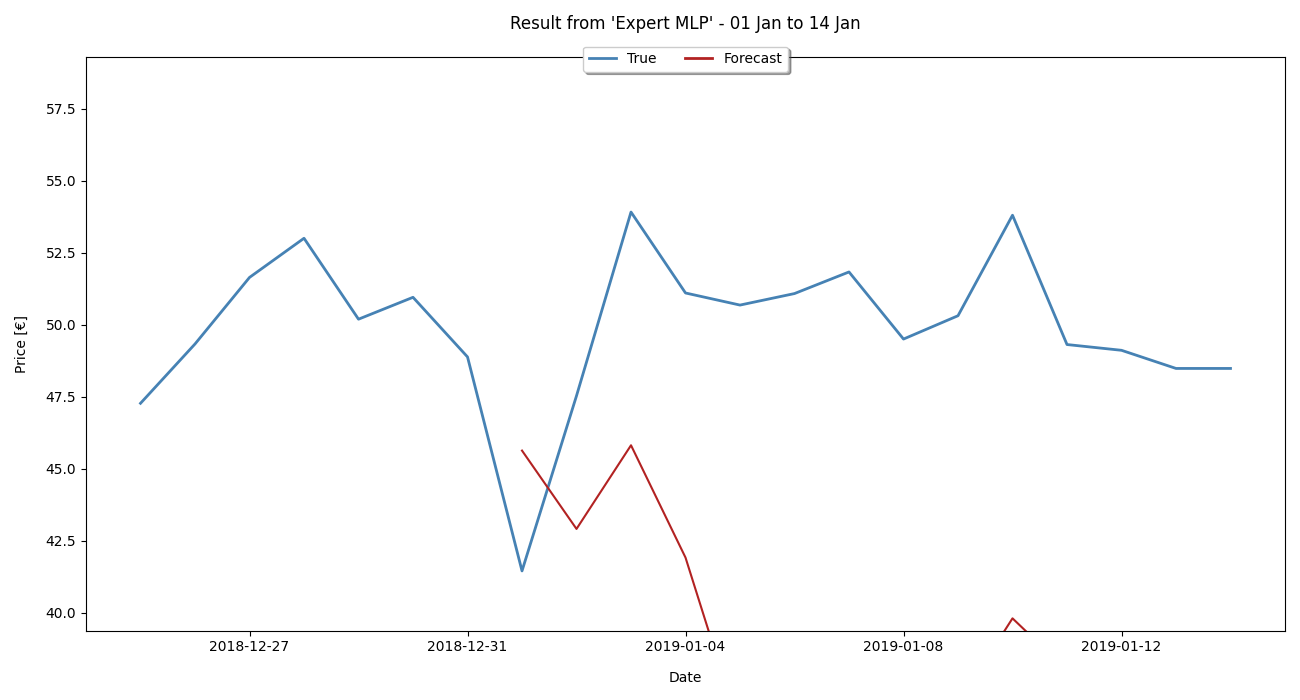 Result from 'Expert MLP' - 01 Jan to 14 Jan
True Forecast
57.5
55.0
52.5
50.0
47.5
45.0
42.5
40.0
Price [€]
2018-12-27 2018-12-31 2019-01-04 2019-01-08 2019-01-12
Date